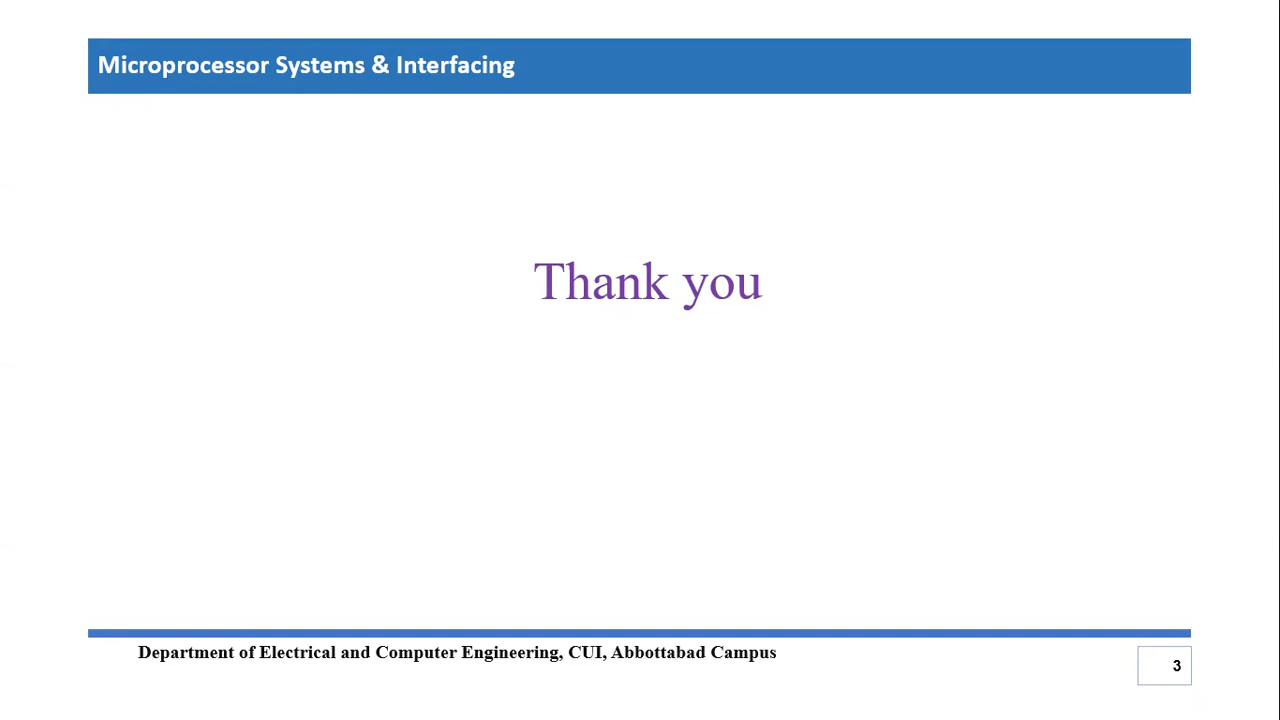 Microprocessor Systems & Interfacing
Thank you
Department of Electrical and Computer Engineering, CUI, Abbottabad Campus
3